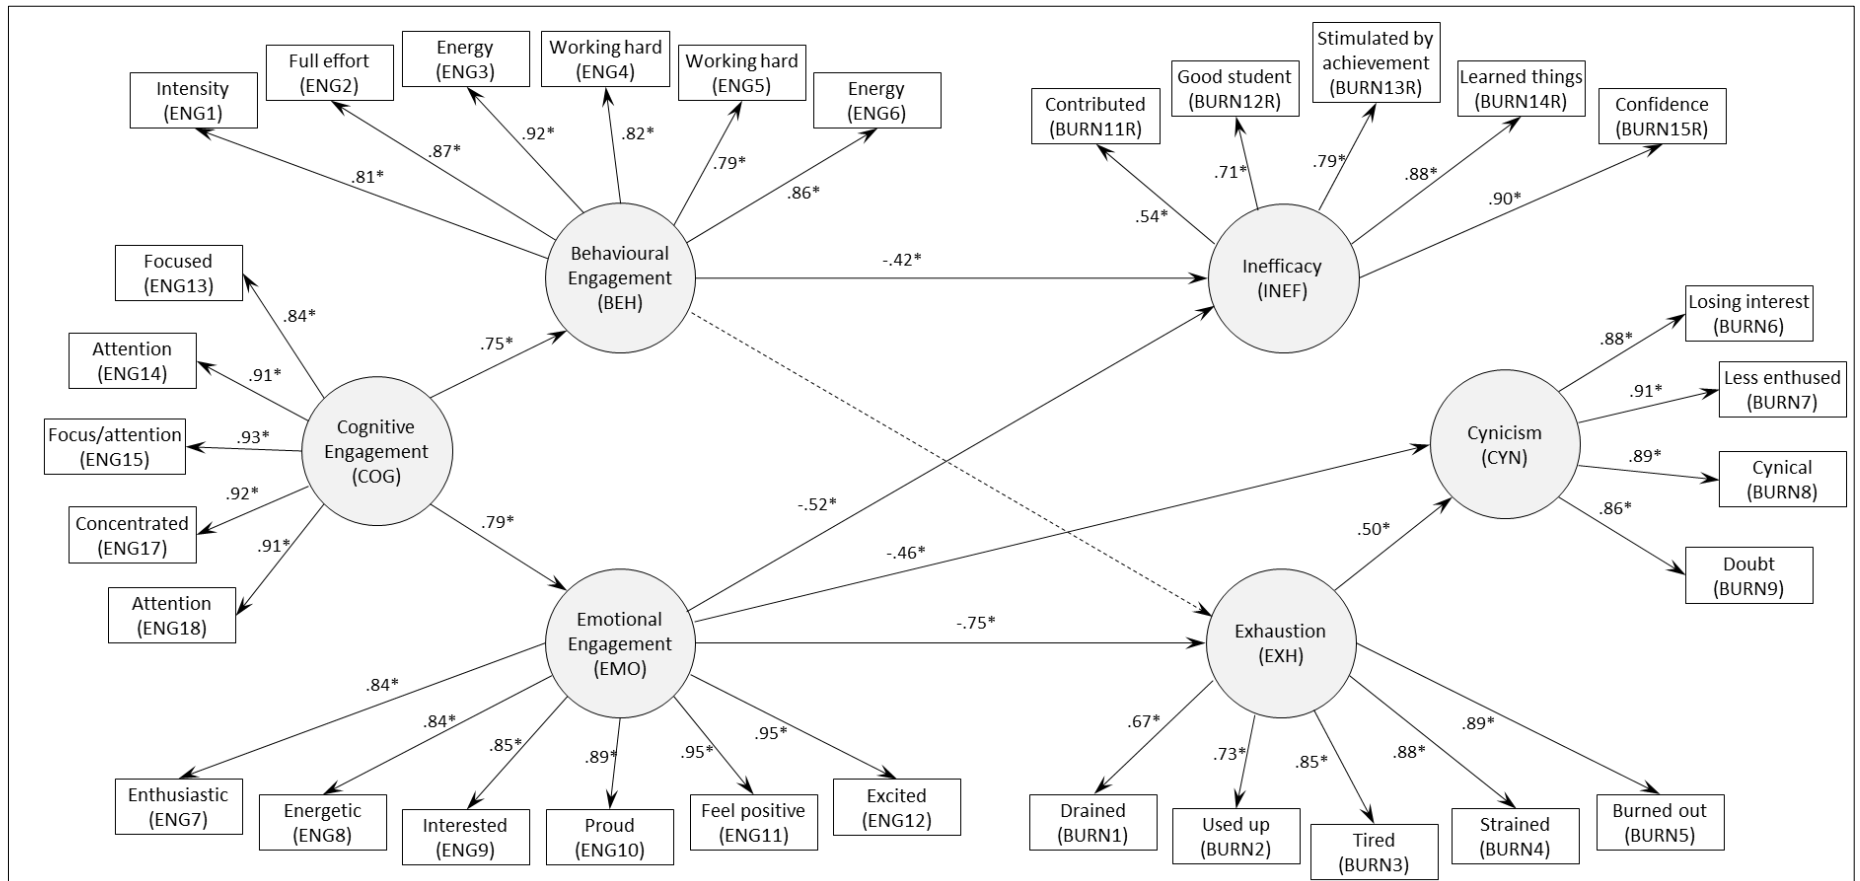 Intensity
(ENG1)
Full effort
(ENG2)
Energy
(ENG3)
Working hard
(ENG4)
Working hard
(ENG5)
Energy
(ENG6)
.81*
.87*
.92*
.82*
.79*
.86*
Behavioural
Engagement
(BEH)
Contributed
(BURN11R)
Good student
(BURN12R)
Stimulated by
achievement
(BURN13R)
Learned things
(BURN14R)
Confidence
(BURN15R)
.54*
.71*
.79*
.88*
.90*
Inefficacy
(INEF)
-.42*
Focused
(ENG13)
Attention
(ENG14)
Focus/attention
(ENG15)
Concentrated
(ENG17)
Attention
(ENG18)
.84*
.91*
.93*
.92*
.91*
Cognitive
Engagement
(COG)
.75*
.79*
-.52*
-.46*
-.75*
.50*
Cynicism
(CYN)
.88*
.91*
.89*
.86*
Losing interest
(BURN6)
Less enthused
(BURN7)
Cynical
(BURN8)
Doubt
(BURN9)
Emotional
Engagement
(EMO)
.84*
.84*
.85*
.89*
.95*
.95*
Enthusiastic
(ENG7)
Energetic
(ENG8)
Interested
(ENG9)
Proud
(ENG10)
Feel positive
(ENG11)
Excited
(ENG12)
Exhaustion
(EXH)
.67*
.73*
.85*
.88*
.89*
Drained
(BURN1)
Used up
(BURN2)
Tired
(BURN3)
Strained
(BURN4)
Burned out
(BURN5)